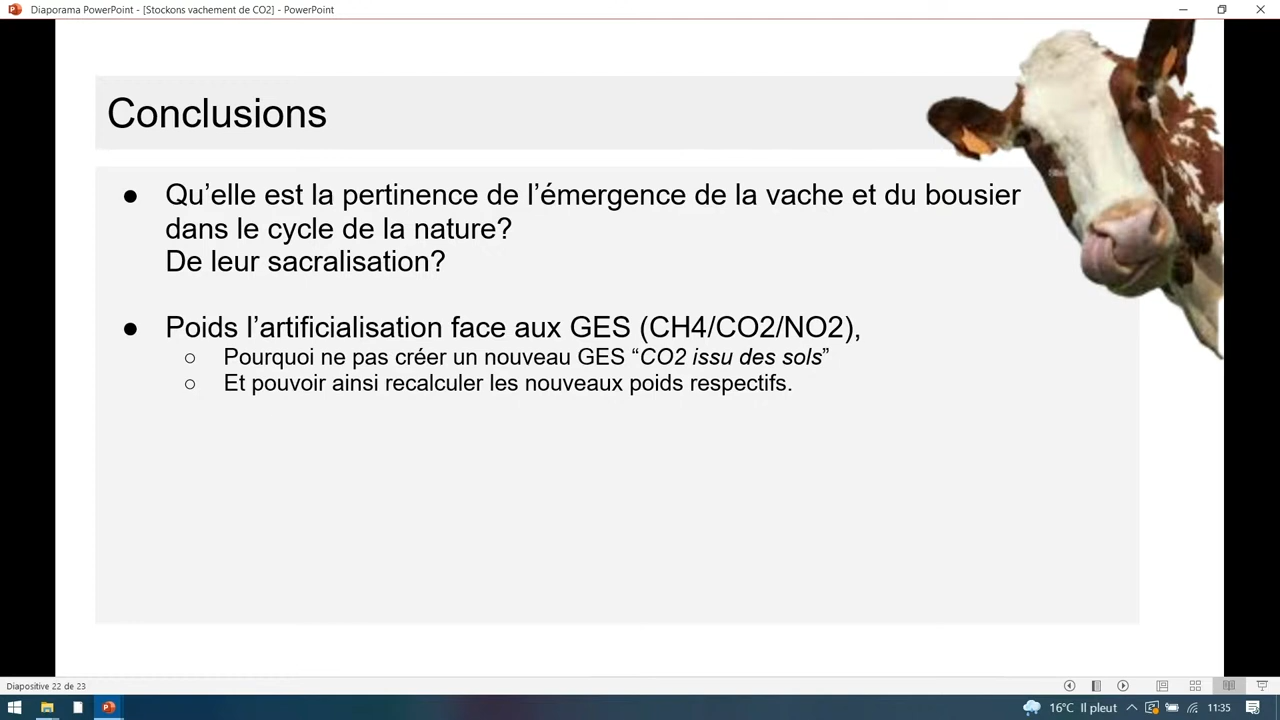 Diaporama PowerPoint - [Stockons vachement de CO2] - PowerPoint
Conclusions
● Qu’elle est la pertinence de l’émergence de la vache et du bousier
dans le cycle de la nature?
De leur sacralisation?
● Poids l’artificialisation face aux GES (CH4/CO2/NO2),
○ Pourquoi ne pas créer un nouveau GES “CO2 issu des sols”
○ Et pouvoir ainsi recalculer les nouveaux poids respectifs.
Diapositive 22 de 23
16°C Il pleut
11:35